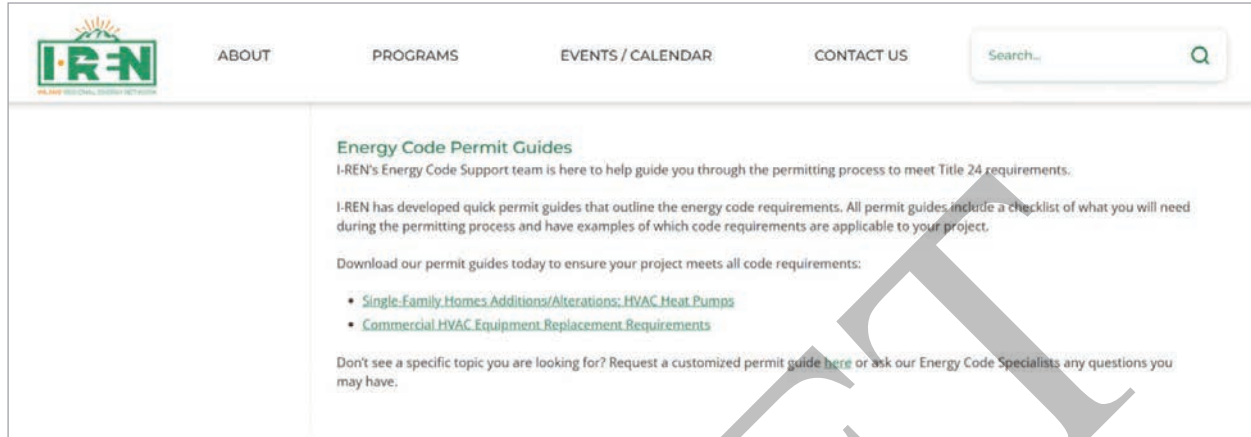 I-REN
INLAND REGIONAL ENERGY NETWORK
ABOUT
PROGRAMS
EVENTS / CALENDAR
CONTACT US
Search...
Energy Code Permit Guides
I-REN's Energy Code Support team is here to help guide you through the permitting process to meet Title 24 requirements.
I-REN has developed quick permit guides that outline the energy code requirements. All permit guides include a checklist of what you will need
during the permitting process and have examples of which code requirements are applicable to your project.
Download our permit guides today to ensure your project meets all code requirements:
• Single-Family Homes Additions/Alterations: HVAC Heat Pumps
• Commercial HVAC Equipment Replacement Requirements
Don't see a specific topic you are looking for? Request a customized permit guide here or ask our Energy Code Specialists any questions you
may have.